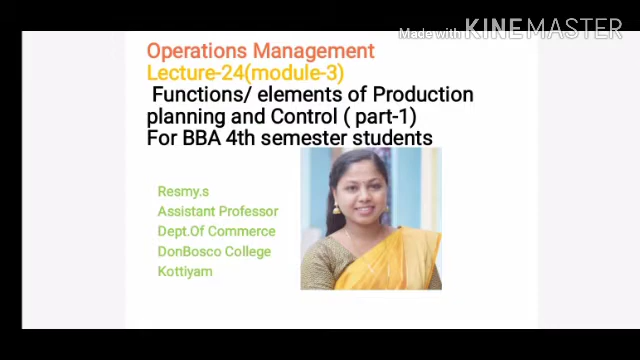 Made with KINEMASTER
Operations Management
Lecture-24(module-3)
Functions/ elements of Production
planning and Control ( part-1)
For BBA 4th semester students
Resmy.s
Assistant Professor
Dept.Of Commerce
DonBosco College
Kottiyam